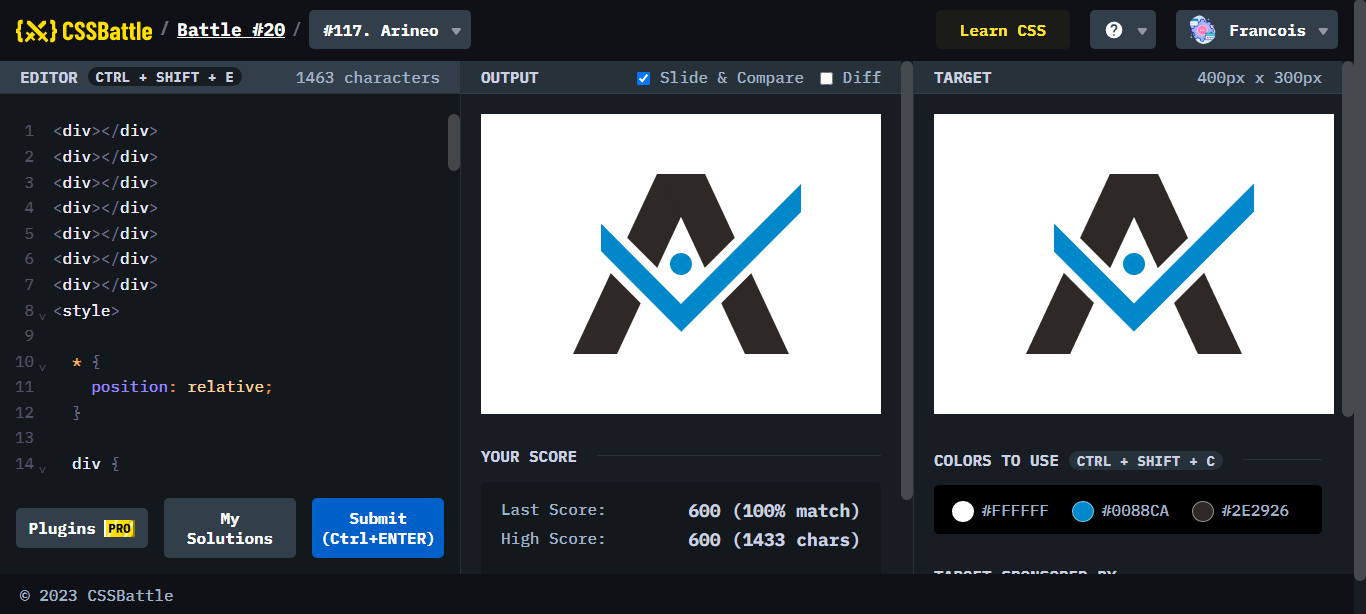 {X} CSSBattle / Battle #20 / #117. Arineo
Learn CSS
?
Francois
EDITOR CTRL + SHIFT + E 1463 characters
OUTPUT Slide & Compare Diff
TARGET 400px x 300px
1 <div></div>
2 <div></div>
3 <div></div>
4 <div></div>
5 <div></div>
6 <div></div>
7 <div></div>
8 <style>
9
10 * {
11 position: relative;
12 }
13
14 div {
Plugins PRO
My Solutions
Submit
(Ctrl+ENTER)
YOUR SCORE
Last Score: 600 (100% match)
High Score: 600 (1433 chars)
COLORS TO USE CTRL + SHIFT + C
#FFFFFF #0088CA #2E2926
TARGET SPONSORED BY
© 2023 CSSBattle